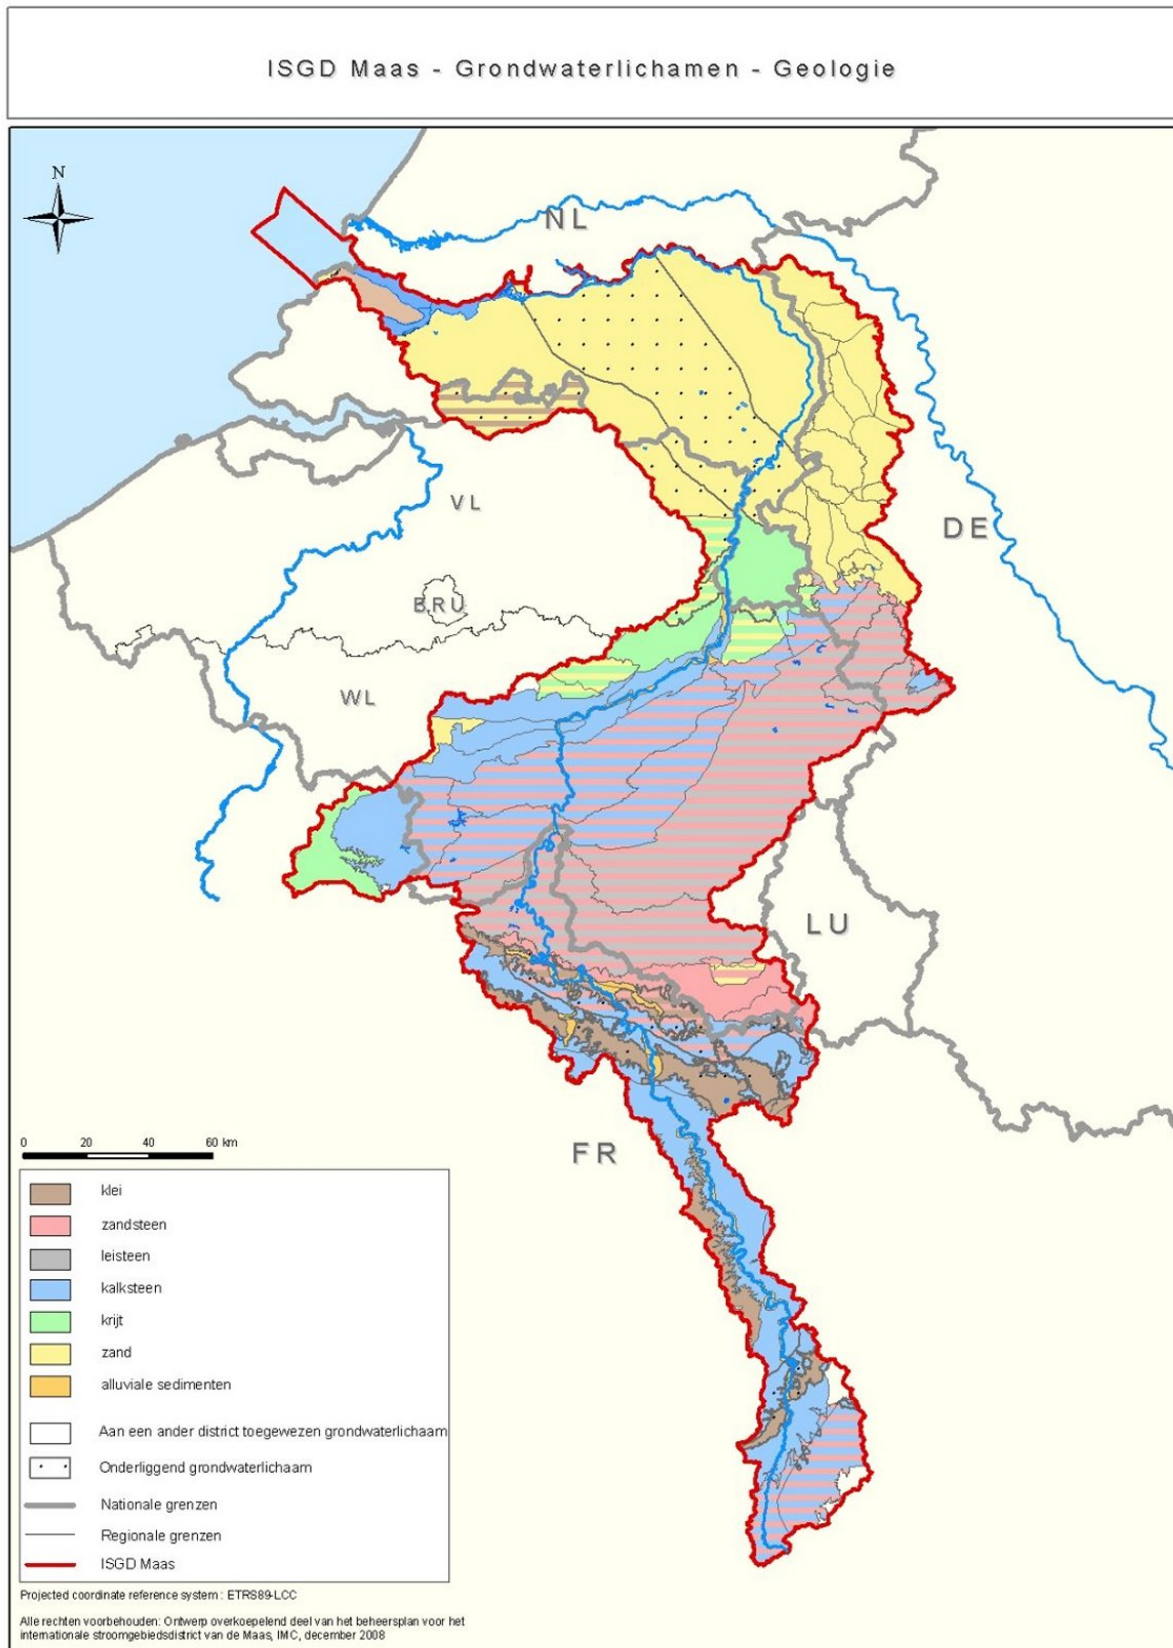 ISGD Maas - Grondwaterlichamen - Geologie
N
NL
VL
DE
BRU
WL
LU
FR
0 20 40 60 km
klei
zandsteen
leisteen
kalksteen
krijt
zand
alluviale sedimenten
Aan een ander district toegewezen grondwaterlichaam
Onderliggend grondwaterlichaam
Nationale grenzen
Regionale grenzen
ISGD Maas
Projected coordinate reference system : ETRS89-LCC
Alle rechten voorbehouden: Ontwerp overkoepelend deel van het beheersplan voor het
internationale stroomgebiedsdistrict van de Maas, IMC, december 2008